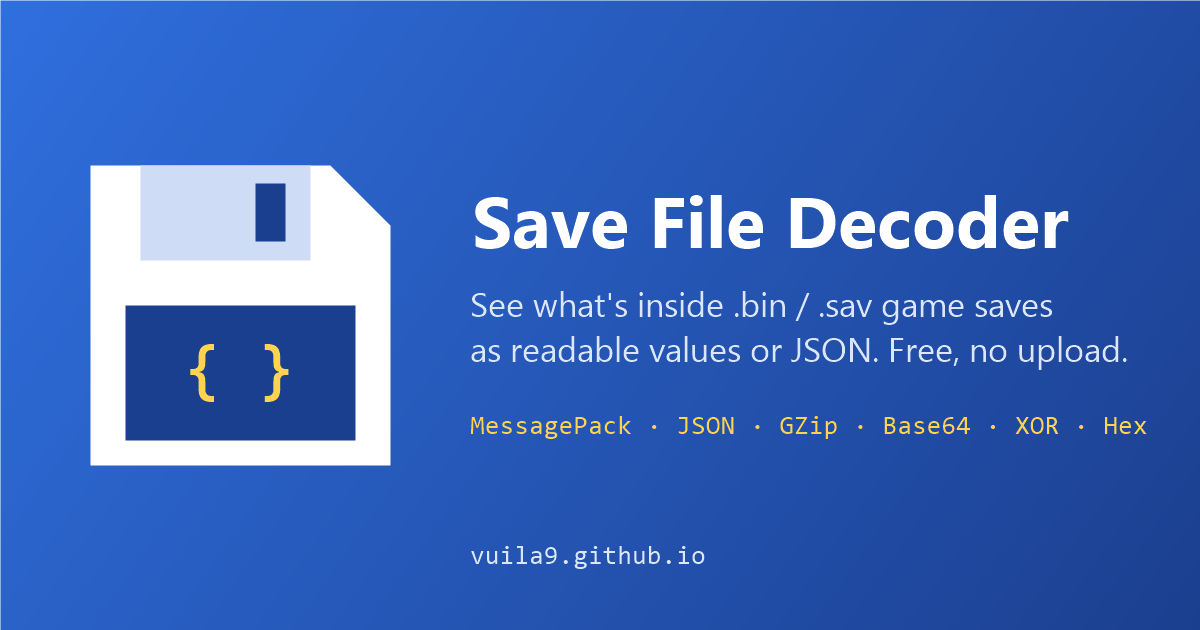 { }
Save File Decoder
See what's inside .bin / .sav game saves
as readable values or JSON. Free, no upload.
MessagePack · JSON · GZip · Base64 · XOR · Hex
vuila9.github.io